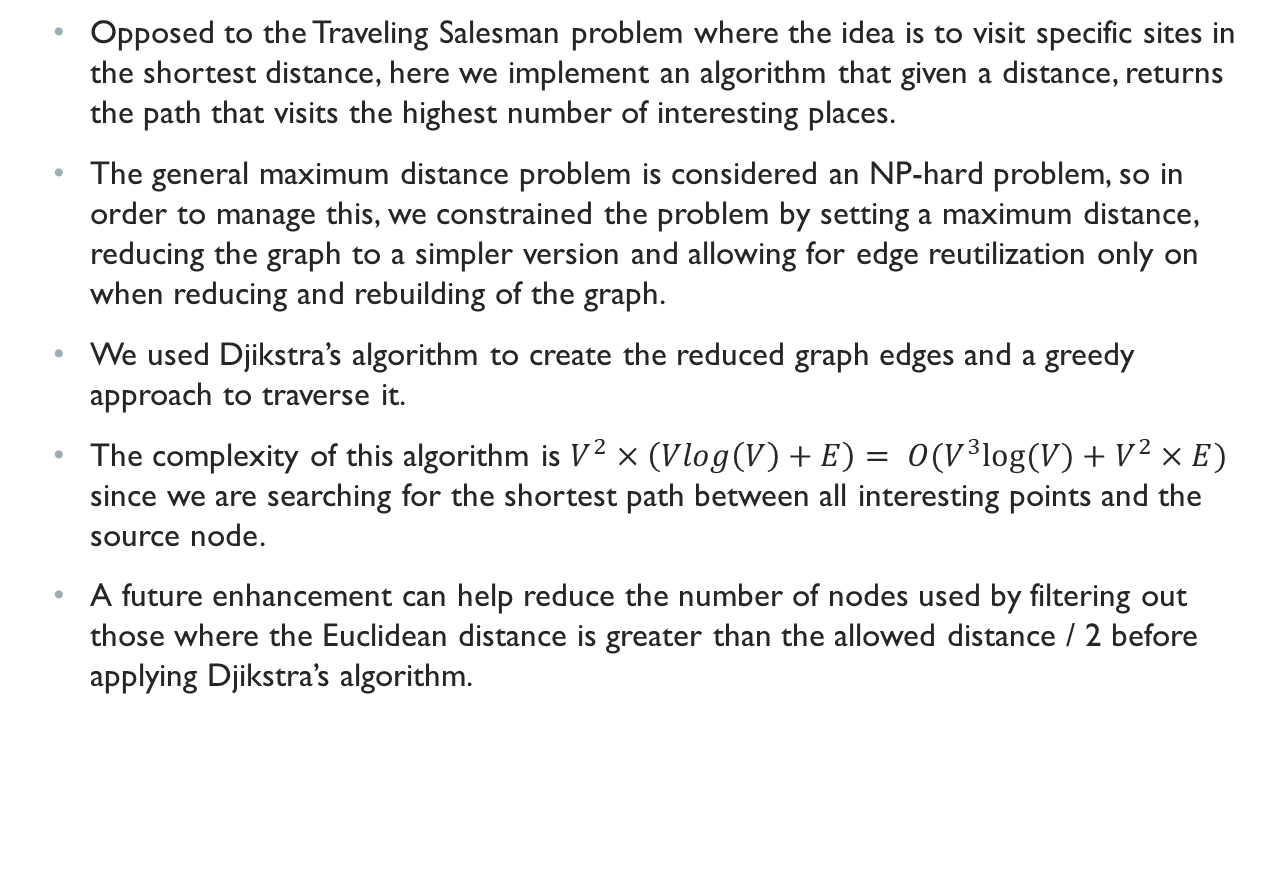 • Opposed to the Traveling Salesman problem where the idea is to visit specific sites in
the shortest distance, here we implement an algorithm that given a distance, returns
the path that visits the highest number of interesting places.
• The general maximum distance problem is considered an NP-hard problem, so in
order to manage this, we constrained the problem by setting a maximum distance,
reducing the graph to a simpler version and allowing for edge reutilization only on
when reducing and rebuilding of the graph.
• We used Djikstra’s algorithm to create the reduced graph edges and a greedy
approach to traverse it.
• The complexity of this algorithm is V² × (Vlog(V) + E) = O(V³log(V) + V² × E)
since we are searching for the shortest path between all interesting points and the
source node.
• A future enhancement can help reduce the number of nodes used by filtering out
those where the Euclidean distance is greater than the allowed distance / 2 before
applying Djikstra’s algorithm.